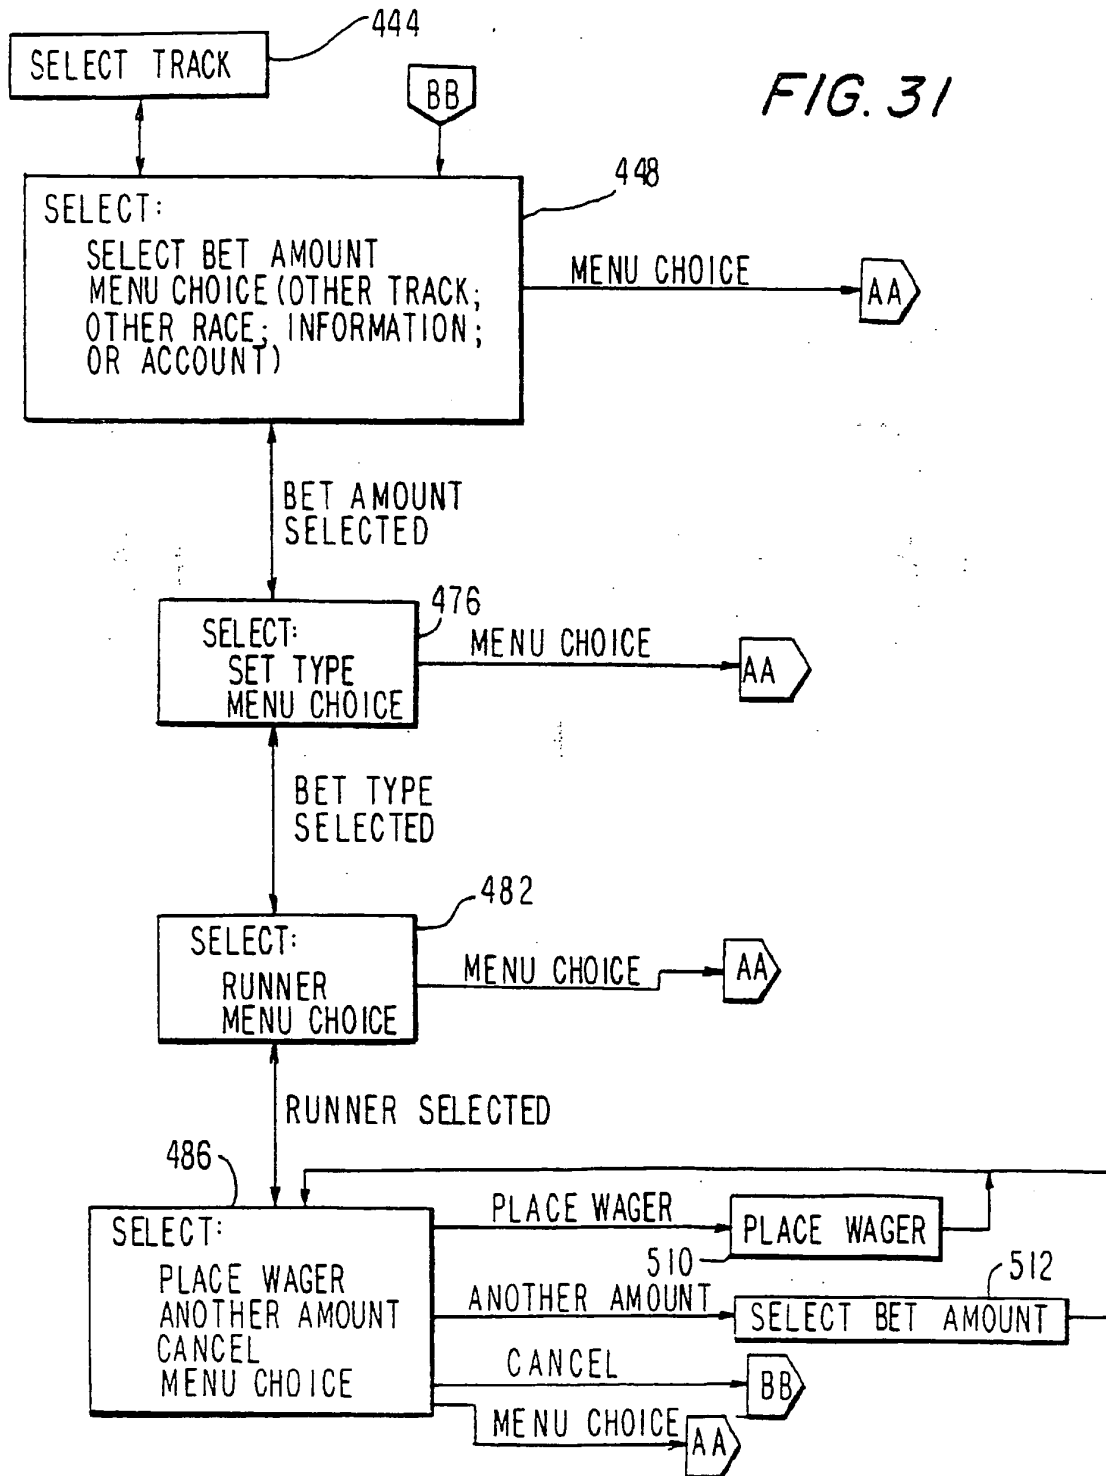 444
SELECT TRACK
BB
FIG. 31
448
SELECT:
SELECT BET AMOUNT
MENU CHOICE (OTHER TRACK;
OTHER RACE; INFORMATION;
OR ACCOUNT)
MENU CHOICE
AA
BET AMOUNT
SELECTED
476
SELECT:
SET TYPE
MENU CHOICE
MENU CHOICE
AA
BET TYPE
SELECTED
482
SELECT:
RUNNER
MENU CHOICE
MENU CHOICE
AA
RUNNER SELECTED
486
SELECT:
PLACE WAGER
ANOTHER AMOUNT
CANCEL
MENU CHOICE
PLACE WAGER
PLACE WAGER
510
512
ANOTHER AMOUNT
SELECT BET AMOUNT
CANCEL
BB
MENU CHOICE
AA